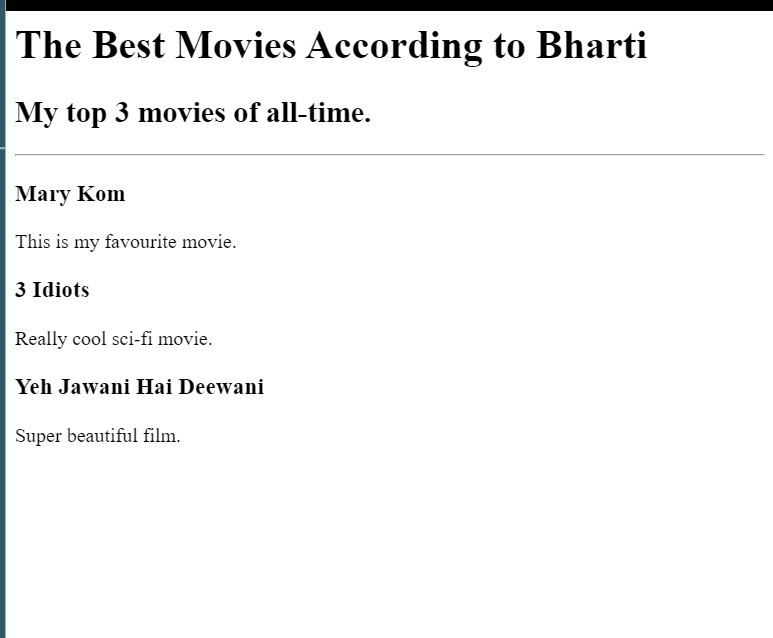 The Best Movies According to Bharti
My top 3 movies of all-time.
Mary Kom
This is my favourite movie.
3 Idiots
Really cool sci-fi movie.
Yeh Jawani Hai Deewani
Super beautiful film.